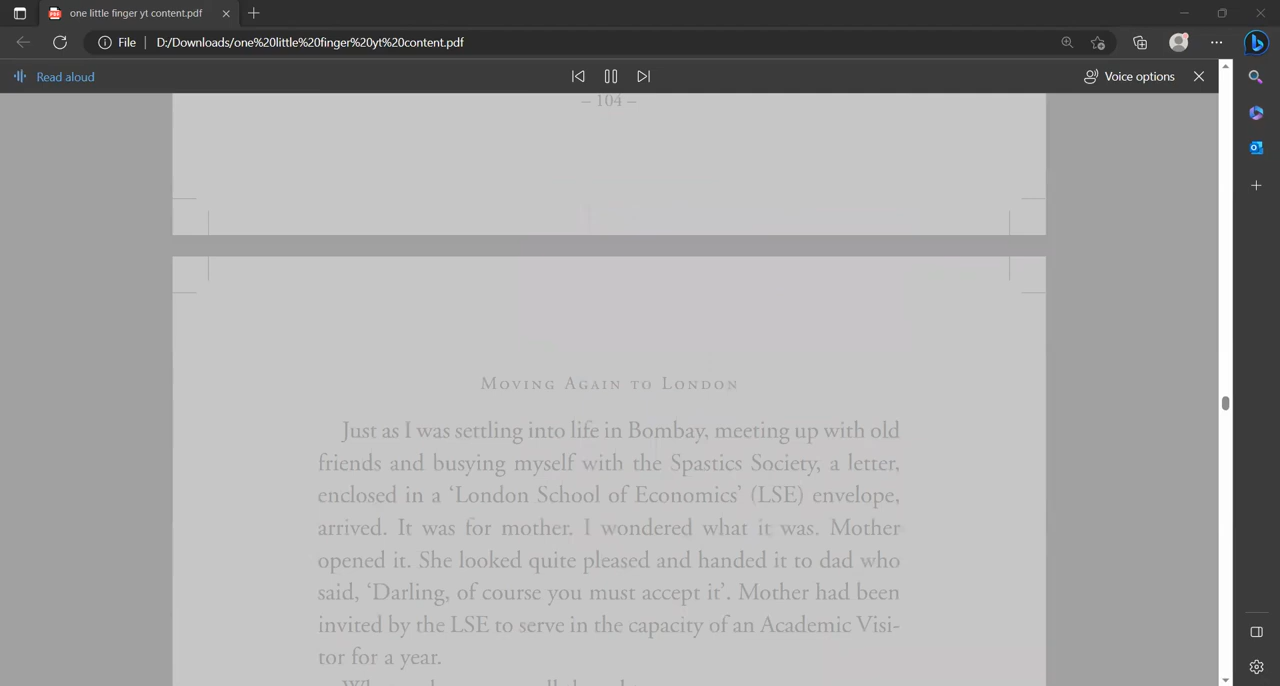 one little finger yt content.pdf
File
D:/Downloads/one%20little%20finger%20yt%20content.pdf
Read aloud
Voice options
– 104 –
Moving Again to London
Just as I was settling into life in Bombay, meeting up with old
friends and busying myself with the Spastics Society, a letter,
enclosed in a ‘London School of Economics’ (LSE) envelope,
arrived. It was for mother. I wondered what it was. Mother
opened it. She looked quite pleased and handed it to dad who
said, ‘Darling, of course you must accept it’. Mother had been
invited by the LSE to serve in the capacity of an Academic Visi-
tor for a year.